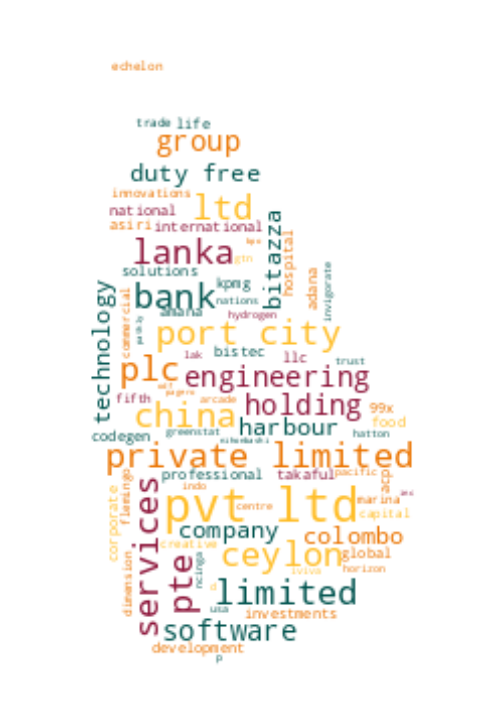 echelon
trade life
group
duty free
innovations
national ltd
asiri international
lanka gtn
solutions
bitazza
hospital
adana
invigorate
technology
commercial
bank kpmg
nations
amana hydrogen
port city
lak bistec llc
trust
plc engineering
fifth arcade holding
99x
china harbour food
codegen greenstat hatton
private limited
professional takaful pacific
acp
indo
corporate
flemingo
services
pvt ltd
centre marina
capital
company colombo
creative ceylon global
pte
ncinga
horizon
dimension
limited
usa investments
software
development
p